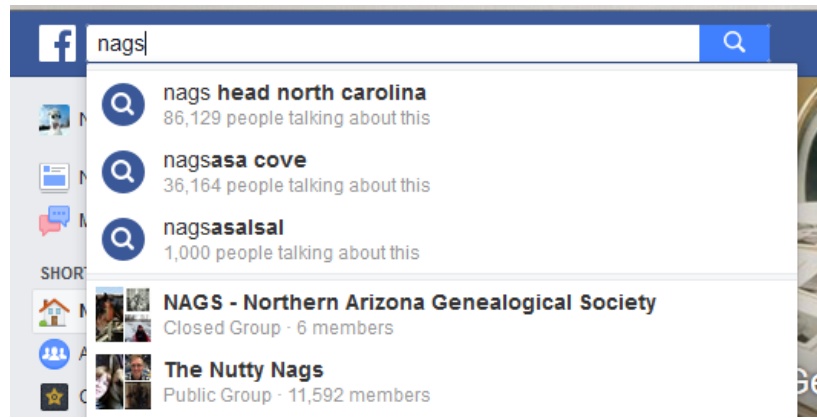 f
nags
nags head north carolina
86,129 people talking about this
nagsasa cove
36,164 people talking about this
nagsasalsal
1,000 people talking about this
SHOR
NAGS - Northern Arizona Genealogical Society
Closed Group · 6 members
The Nutty Nags
Public Group · 11,592 members
Ge